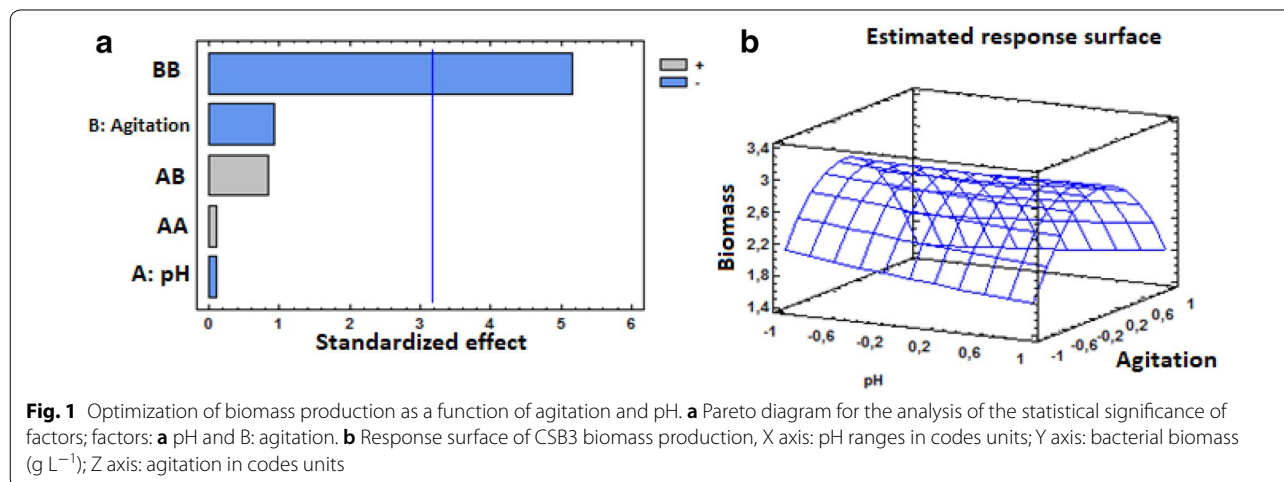 a
BB
B: Agitation
AB
AA
A: pH
+
-
0 1 2 3 4 5 6
Standardized effect
b
Estimated response surface
Biomass
3,4
3
2,6
2,2
1,8
1,4
-1 -0,6 -0,2 0,2 0,6 1
pH
-1 -0,6 -0,2 0,2 0,6 1
Agitation
Fig. 1 Optimization of biomass production as a function of agitation and pH. a Pareto diagram for the analysis of the statistical significance of
factors; factors: a pH and B: agitation. b Response surface of CSB3 biomass production, X axis: pH ranges in codes units; Y axis: bacterial biomass
(g L⁻¹); Z axis: agitation in codes units